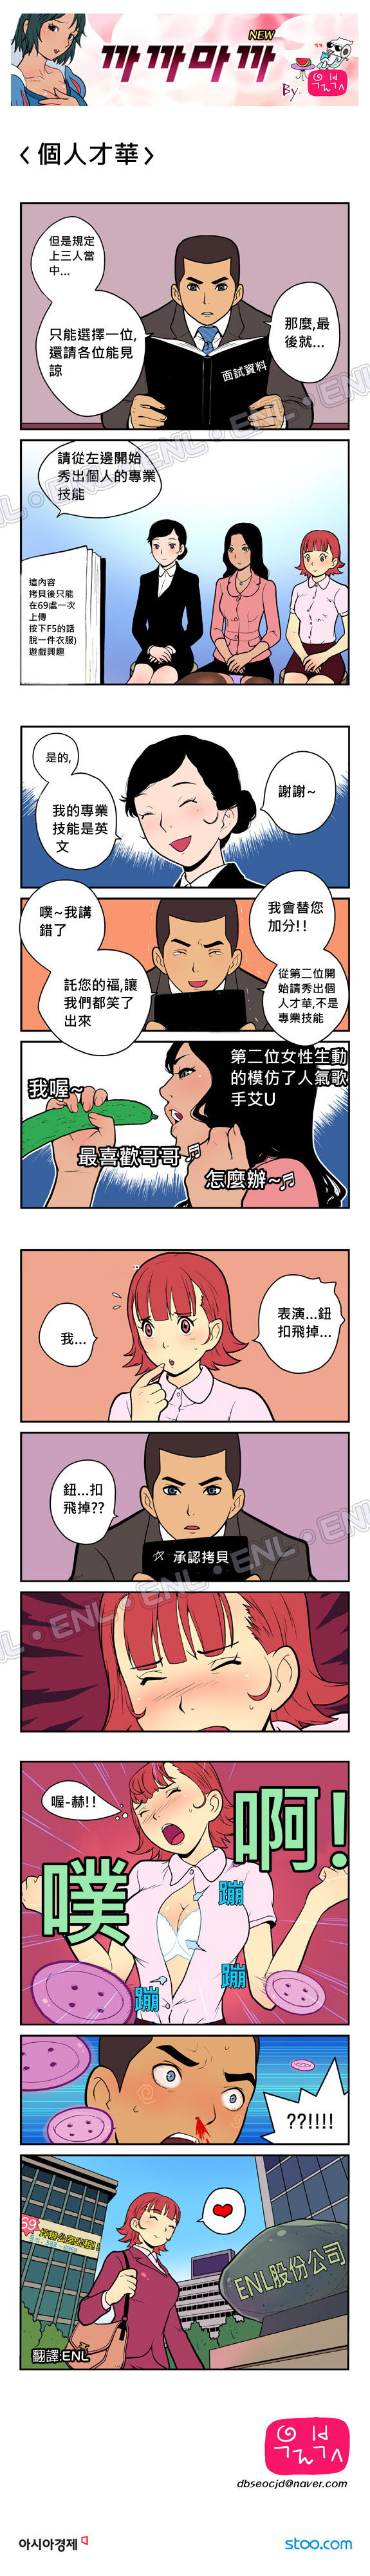 NEW
까까마까
By.
< 個人才華 >
但是規定
上三人當
中...
只能選擇一位,
還請各位能見
諒
那麼,最
後就...
面試資料
請從左邊開始
秀出個人的專業
技能
這內容
拷貝後只能
在69處一次
上傳
按下F5的話
脫一件衣服)
遊戲興趣
是的,
我的專業
技能是英
文
謝謝~
噗~我講
錯了
託您的福,讓
我們都笑了
出來
我會替您
加分!!
從第二位開
始請秀出個
人才華,不是
專業技能
第二位女性生動
的模仿了人氣歌
手艾U
我喔~
最喜歡哥哥♪
怎麼辦~♬
我...
表演...鈕
扣飛掉...
鈕...扣
飛掉??
☆ 承認拷貝
ENL • ENL • ENL • ENL
喔-赫!!
噗
啊!
蹦
蹦
蹦
??!!!!
❤
69
ENL股份公司
翻譯:ENL
dbseocjd@naver.com
아시아경제
stoo.com